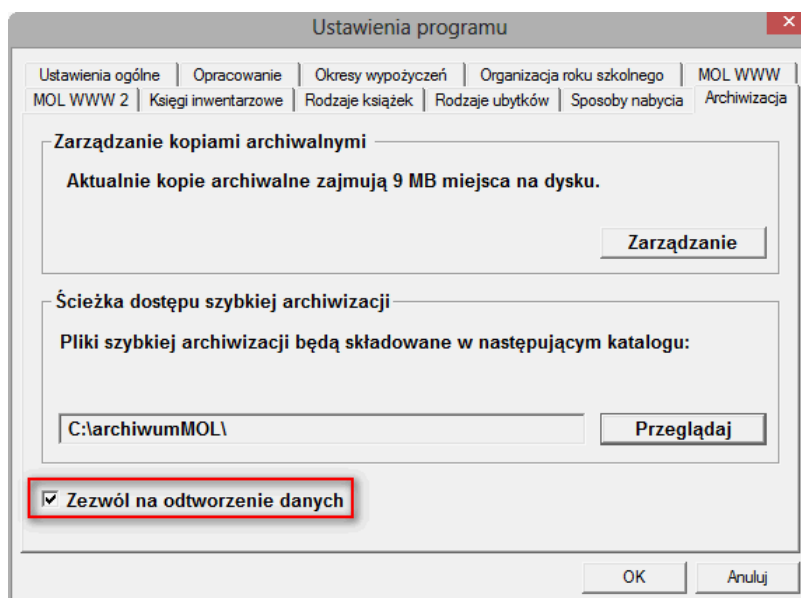 Ustawienia programu
Ustawienia ogólne Opracowanie Okresy wypożyczeń Organizacja roku szkolnego MOL WWW
MOL WWW 2 Księgi inwentarzowe Rodzaje książek Rodzaje ubytków Sposoby nabycia Archiwizacja
Zarządzanie kopiami archiwalnymi
Aktualnie kopie archiwalne zajmują 9 MB miejsca na dysku.
Zarządzanie
Ścieżka dostępu szybkiej archiwizacji
Pliki szybkiej archiwizacji będą składowane w następującym katalogu:
C:\archiwumMOL\ Przeglądaj
Zezwól na odtworzenie danych
OK Anuluj